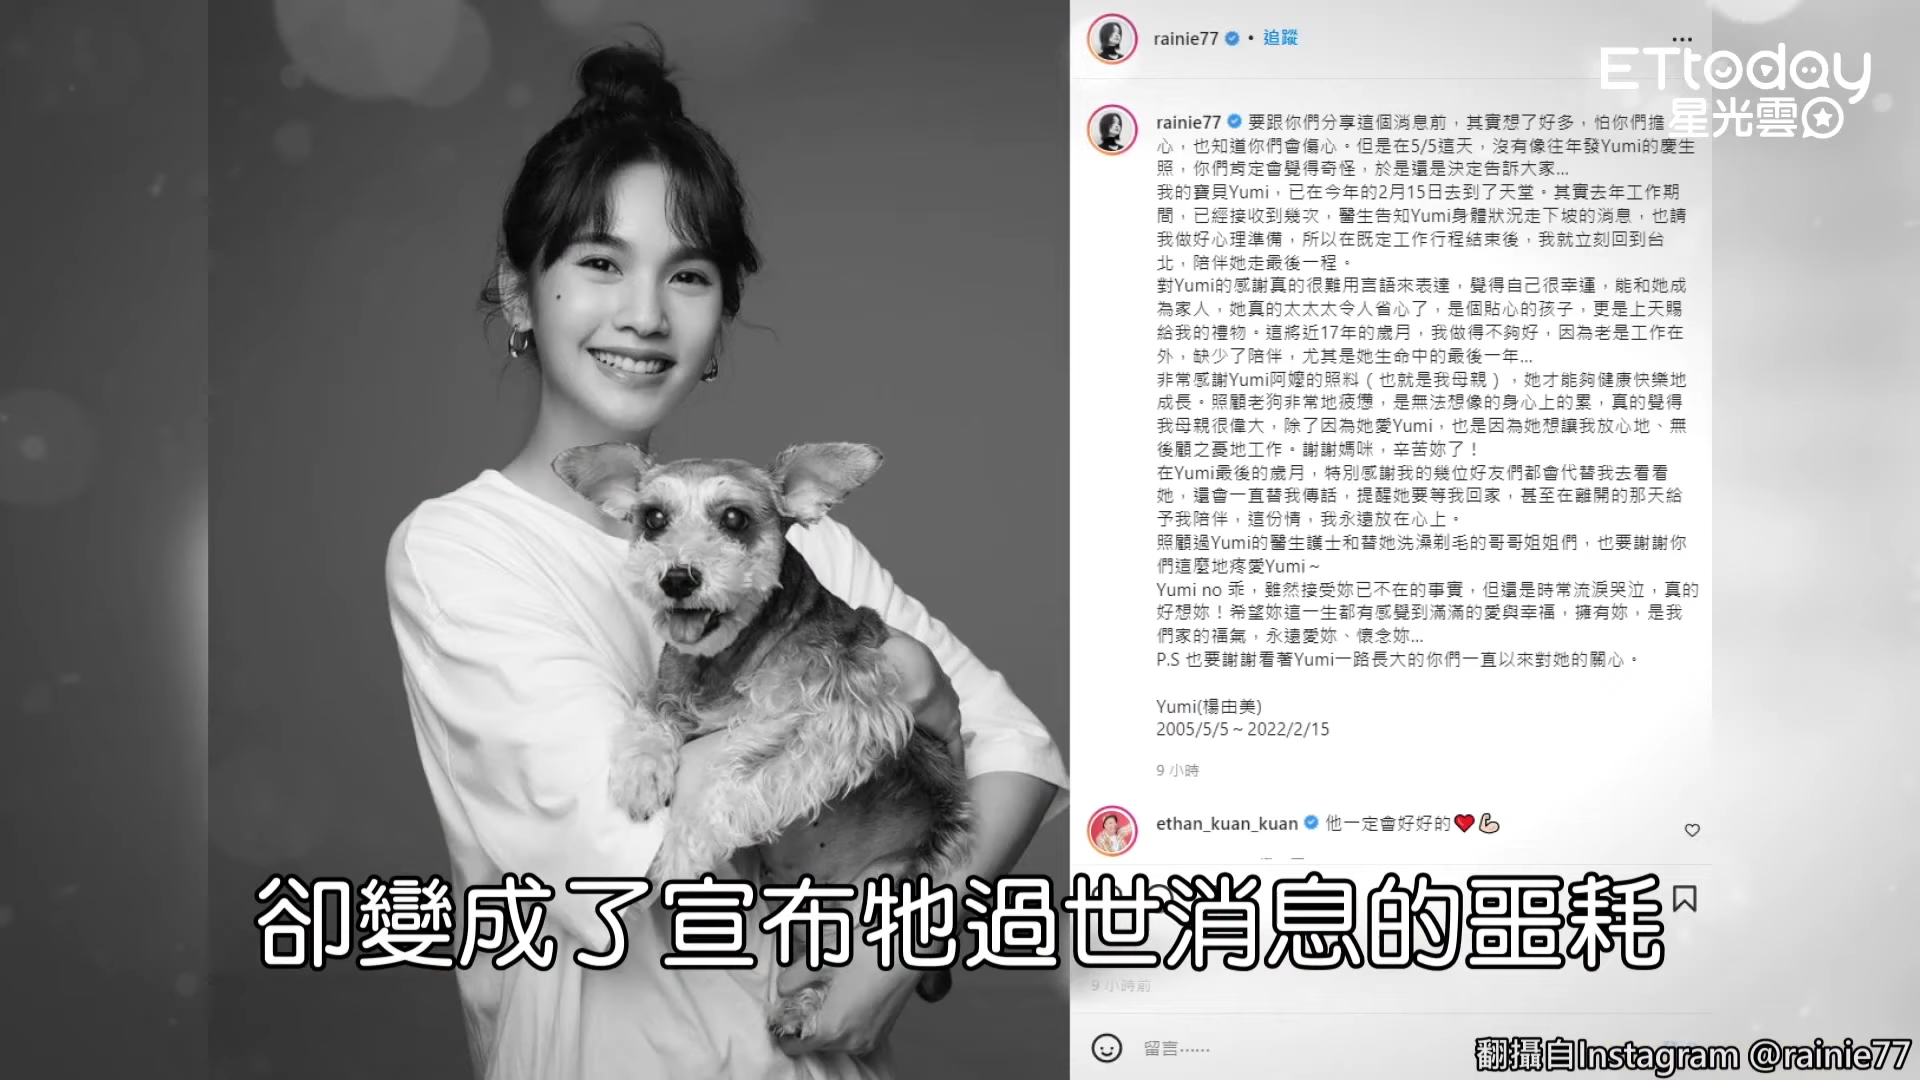 rainie77 • 追蹤
ETtoday
星光雲
rainie77 要跟你們分享這個消息前，其實想了好多，怕你們擔
心，也知道你們會傷心。但是在5/5這天，沒有像往年發Yumi的慶生
照，你們肯定會覺得奇怪，於是還是決定告訴大家...
我的寶貝Yumi，已在今年的2月15日去到了天堂。其實去年工作期
間，已經接收到幾次，醫生告知Yumi身體狀況走下坡的消息，也請
我做好心理準備，所以在既定工作行程結束後，我就立刻回到台
北，陪伴她走最後一程。
對Yumi的感謝真的很難用言語來表達，覺得自己很幸運，能和她成
為家人，她真的太太太令人省心了，是個貼心的孩子，更是上天賜
給我的禮物。這將近17年的歲月，我做得不夠好，因為老是工作在
外，缺少了陪伴，尤其是她生命中的最後一年...
非常感謝Yumi阿嬤的照料（也就是我母親），她才能夠健康快樂地
成長。照顧老狗非常地疲憊，是無法想像的身心上的累，真的覺得
我母親很偉大，除了因為她愛Yumi，也是因為她想讓我放心地、無
後顧之憂地工作。謝謝媽咪，辛苦妳了！
在Yumi最後的歲月，特別感謝我的幾位好友們都會代替我去看看
她，還會一直替我傳話，提醒她要等我回家，甚至在離開的那天給
予我陪伴，這份情，我永遠放在心上。
照顧過Yumi的醫生護士和替她洗澡剃毛的哥哥姐姐們，也要謝謝你
們這麼地疼愛Yumi～
Yumi no 乖，雖然接受妳已不在的事實，但還是時常流淚哭泣，真的
好想妳！希望妳這一生都有感覺到滿滿的愛與幸福，擁有妳，是我
們家的福氣，永遠愛妳、懷念妳...
P.S 也要謝謝看著Yumi一路長大的你們一直以來對她的關心。
Yumi(楊由美)
2005/5/5～2022/2/15
9 小時
ethan_kuan_kuan 他一定會好好的❤️💪🏻
卻變成了宣布牠過世消息的噩耗
9 小時前
留言......
翻攝自Instagram @rainie77